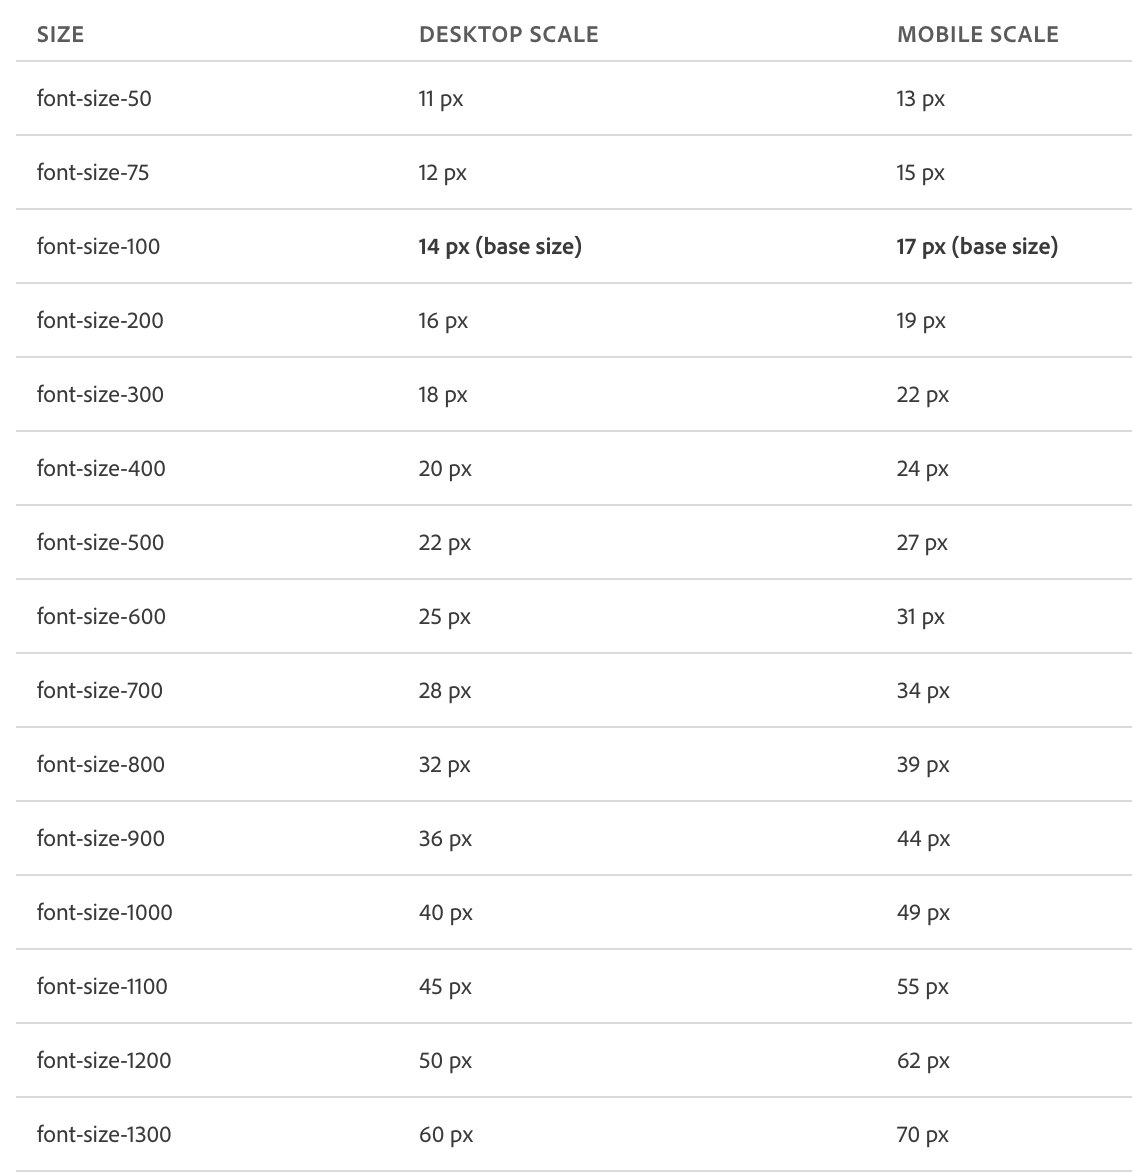 SIZE DESKTOP SCALE MOBILE SCALE
font-size-50 11 px 13 px
font-size-75 12 px 15 px
font-size-100 14 px (base size) 17 px (base size)
font-size-200 16 px 19 px
font-size-300 18 px 22 px
font-size-400 20 px 24 px
font-size-500 22 px 27 px
font-size-600 25 px 31 px
font-size-700 28 px 34 px
font-size-800 32 px 39 px
font-size-900 36 px 44 px
font-size-1000 40 px 49 px
font-size-1100 45 px 55 px
font-size-1200 50 px 62 px
font-size-1300 60 px 70 px